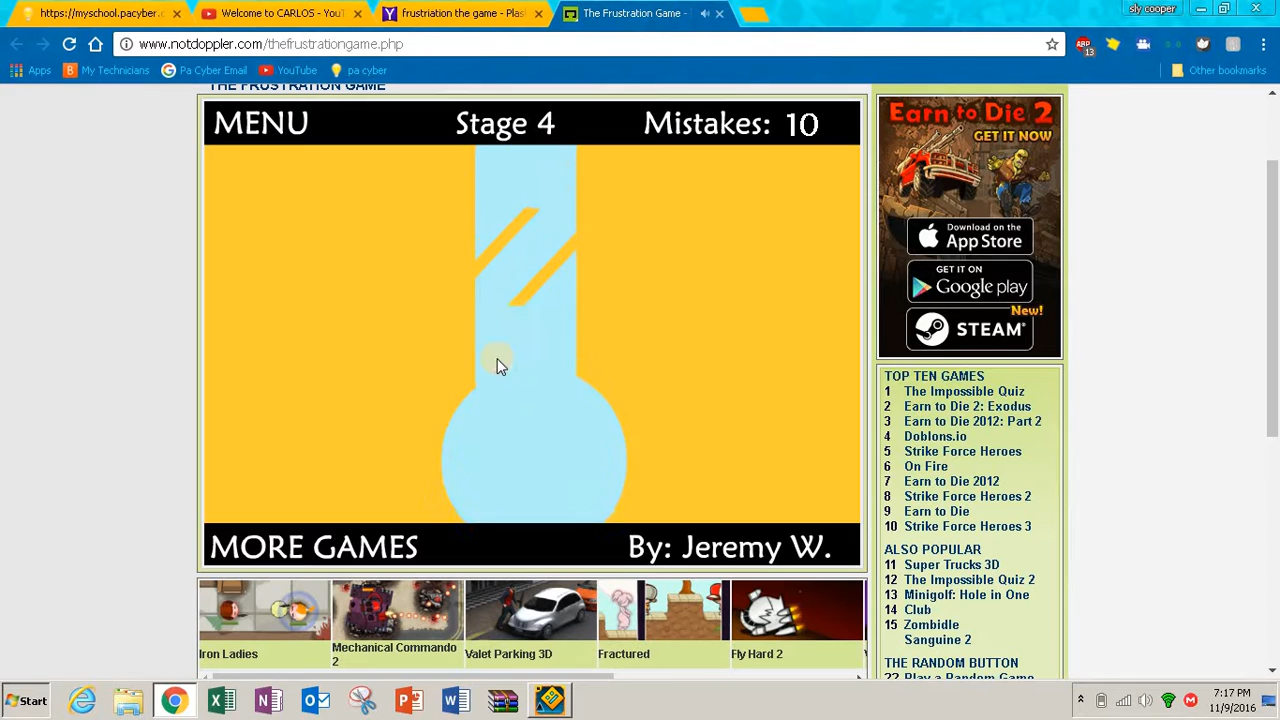 https://myschool.pacyber.c
Welcome to CARLOS - YouT
frustriation the game - Plas
The Frustration Game -
sly cooper
www.notdoppler.com/thefrustrationgame.php
13
Apps
My Technicians
Pa Cyber Email
YouTube
pa cyber
Other bookmarks
THE FRUSTRATION GAME
MENU
Stage 4
Mistakes: 10
MORE GAMES
By: Jeremy W.
Iron Ladies
Mechanical Commando 2
Valet Parking 3D
Fractured
Fly Hard 2
Earn to Die 2
GET IT NOW
Download on the
App Store
GET IT ON
Google play
New!
STEAM
TOP TEN GAMES
1 The Impossible Quiz
2 Earn to Die 2: Exodus
3 Earn to Die 2012: Part 2
4 Doblons.io
5 Strike Force Heroes
6 On Fire
7 Earn to Die 2012
8 Strike Force Heroes 2
9 Earn to Die
10 Strike Force Heroes 3
ALSO POPULAR
11 Super Trucks 3D
12 The Impossible Quiz 2
13 Minigolf: Hole in One
14 Club
15 Zombidle
Sanguine 2
THE RANDOM BUTTON
?? Play a Random Game
Start
7:17 PM
11/9/2016